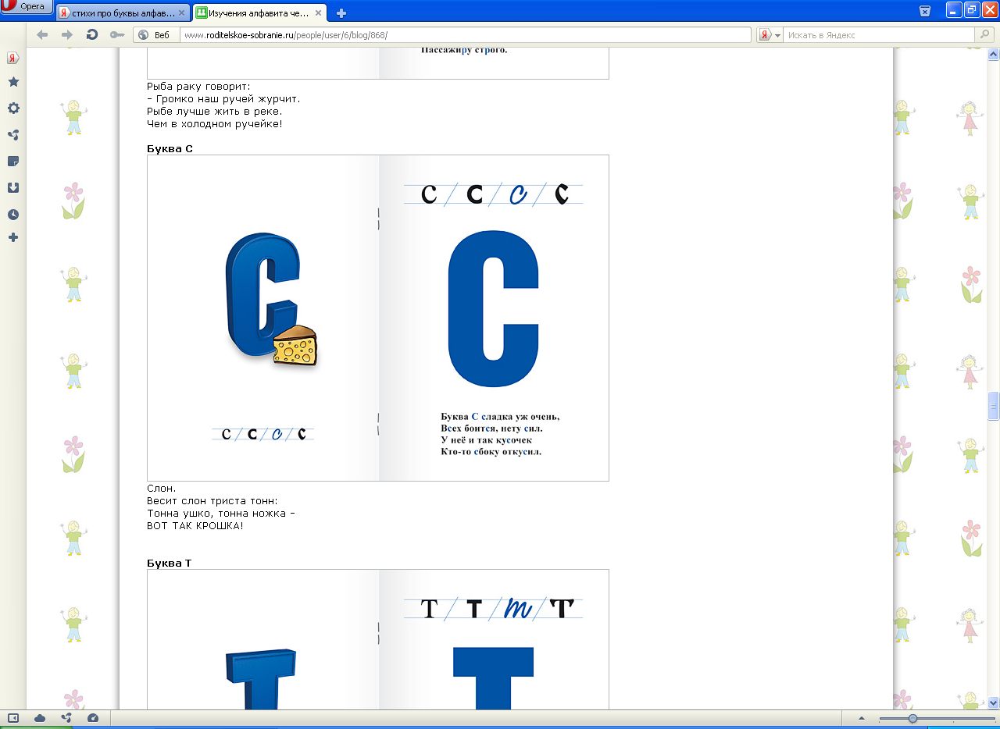 Opera
стихи про буквы алфав...
Изучения алфавита че...
Веб
www.roditelskoe-sobranie.ru/people/user/6/blog/868/
Я
Искать в Яндекс
Пассажиру строго.
Рыба раку говорит:
– Громко наш ручей журчит.
Рыбе лучше жить в реке.
Чем в холодном ручейке!
Буква С
С / С / С / С
С
С
Буква С сладка уж очень,
Всех боится, нету сил.
У неё и так кусочек
Кто-то сбоку откусил.
С / С / С / С
Слон.
Весит слон триста тонн:
Тонна ушко, тонна ножка –
ВОТ ТАК КРОШКА!
Буква Т
Т / Т / Т / Т
Т
Т